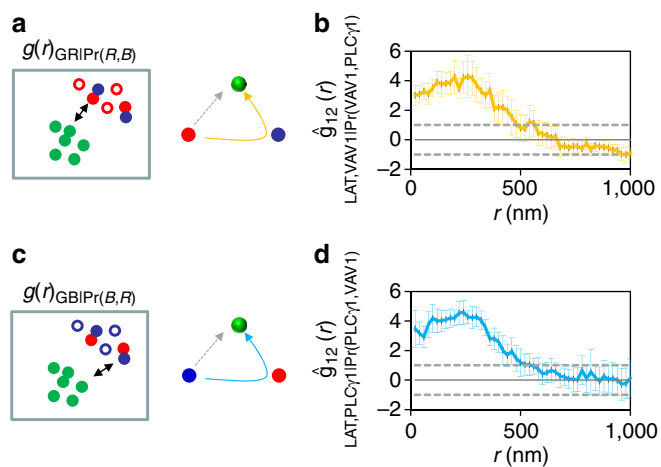 a
g(r)GR|Pr(R,B)
b
ĝ12(r)
LAT,VAV1|Pr(VAV1,PLCγ1)
6
4
2
0
−2
0
500
1,000
r (nm)
c
g(r)GB|Pr(B,R)
d
ĝ12(r)
LAT,PLCγ1|Pr(PLCγ1,VAV1)
6
4
2
0
−2
0
500
1,000
r (nm)